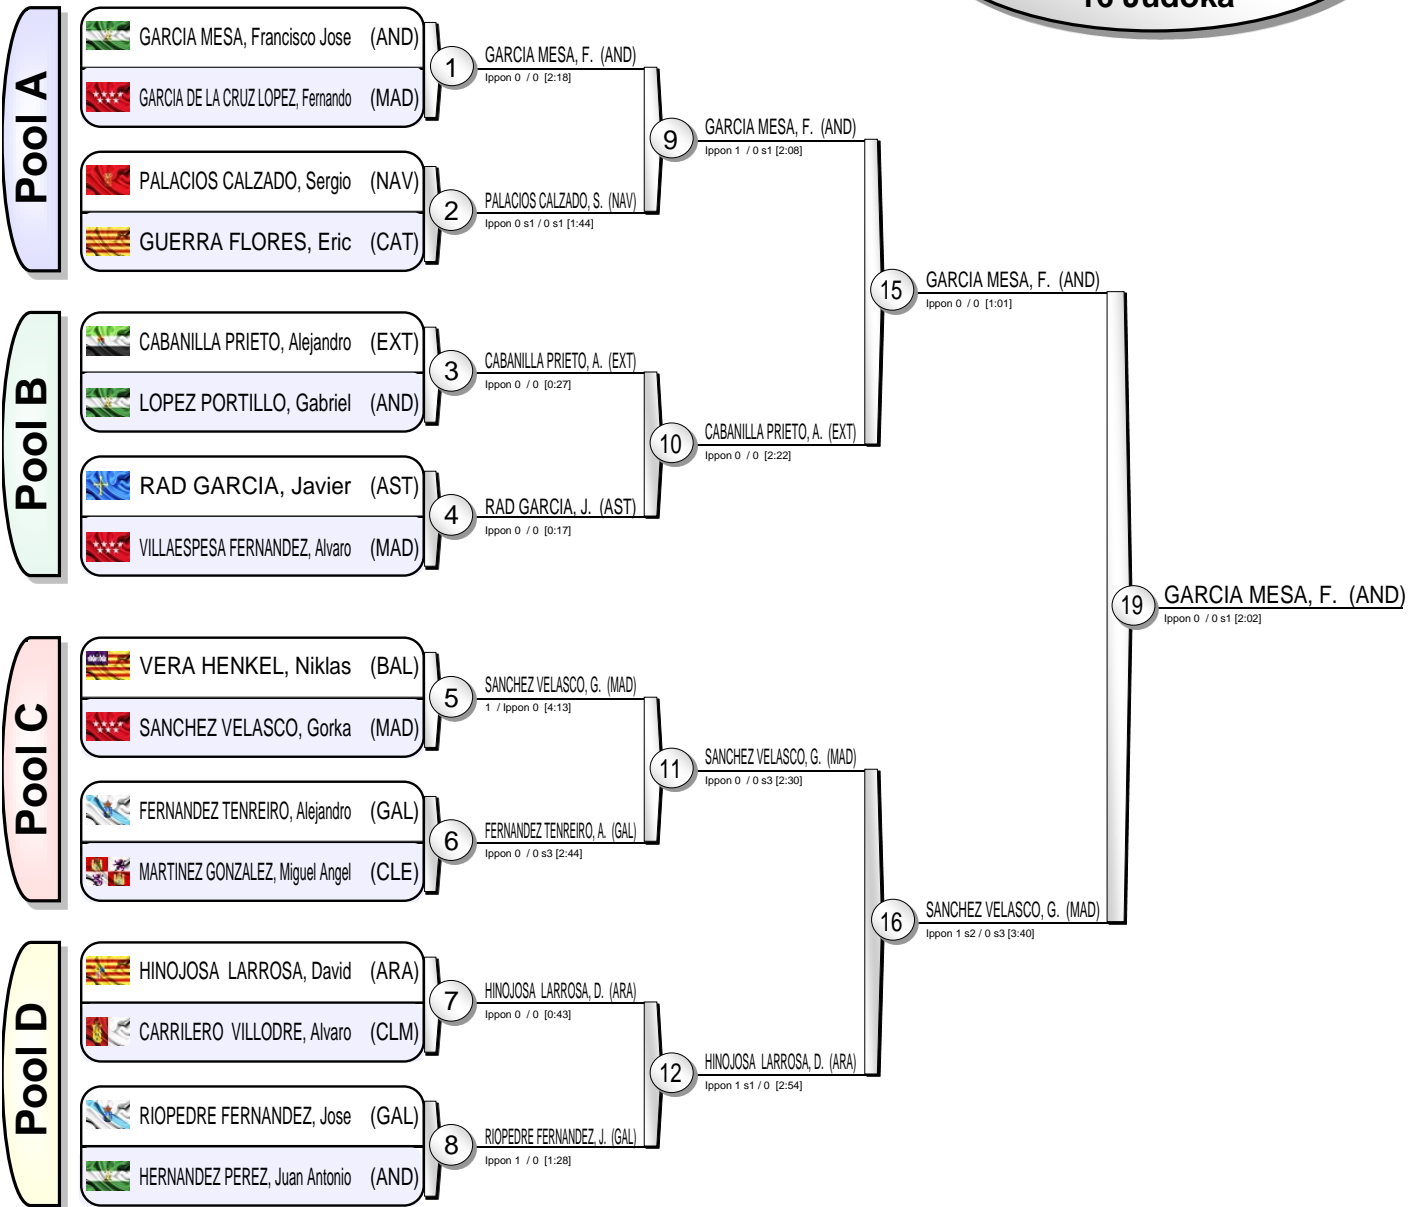 16 Judoka
Pool A
GARCIA MESA, Francisco Jose (AND)
GARCIA DE LA CRUZ LOPEZ, Fernando (MAD)
1
GARCIA MESA, F. (AND)
Ippon 0 / 0 [2:18]
PALACIOS CALZADO, Sergio (NAV)
GUERRA FLORES, Eric (CAT)
2
PALACIOS CALZADO, S. (NAV)
Ippon 0 s1 / 0 s1 [1:44]
9
GARCIA MESA, F. (AND)
Ippon 1 / 0 s1 [2:08]
Pool B
CABANILLA PRIETO, Alejandro (EXT)
LOPEZ PORTILLO, Gabriel (AND)
3
CABANILLA PRIETO, A. (EXT)
Ippon 0 / 0 [0:27]
RAD GARCIA, Javier (AST)
VILLAESPESA FERNANDEZ, Alvaro (MAD)
4
RAD GARCIA, J. (AST)
Ippon 0 / 0 [0:17]
10
CABANILLA PRIETO, A. (EXT)
Ippon 0 / 0 [2:22]
15
GARCIA MESA, F. (AND)
Ippon 0 / 0 [1:01]
Pool C
VERA HENKEL, Niklas (BAL)
SANCHEZ VELASCO, Gorka (MAD)
5
SANCHEZ VELASCO, G. (MAD)
1 / Ippon 0 [4:13]
FERNANDEZ TENREIRO, Alejandro (GAL)
MARTINEZ GONZALEZ, Miguel Angel (CLE)
6
FERNANDEZ TENREIRO, A. (GAL)
Ippon 0 / 0 s3 [2:44]
11
SANCHEZ VELASCO, G. (MAD)
Ippon 0 / 0 s3 [2:30]
Pool D
HINOJOSA LARROSA, David (ARA)
CARRILERO VILLODRE, Alvaro (CLM)
7
HINOJOSA LARROSA, D. (ARA)
Ippon 0 / 0 [0:43]
RIOPEDRE FERNANDEZ, Jose (GAL)
HERNANDEZ PEREZ, Juan Antonio (AND)
8
RIOPEDRE FERNANDEZ, J. (GAL)
Ippon 1 / 0 [1:28]
12
HINOJOSA LARROSA, D. (ARA)
Ippon 1 s1 / 0 [2:54]
16
SANCHEZ VELASCO, G. (MAD)
Ippon 1 s2 / 0 s3 [3:40]
19
GARCIA MESA, F. (AND)
Ippon 0 / 0 s1 [2:02]